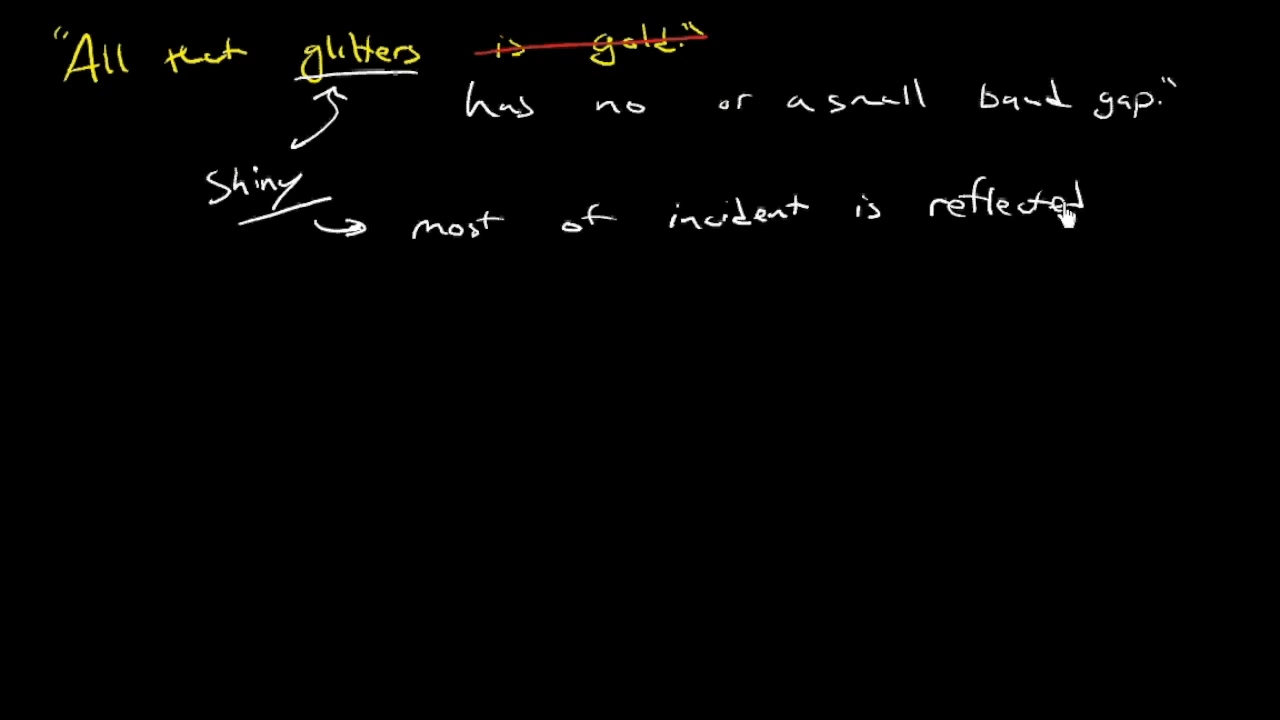 "All that glitters is gold."
has no or a small band gap."
Shiny
most of incident is reflected